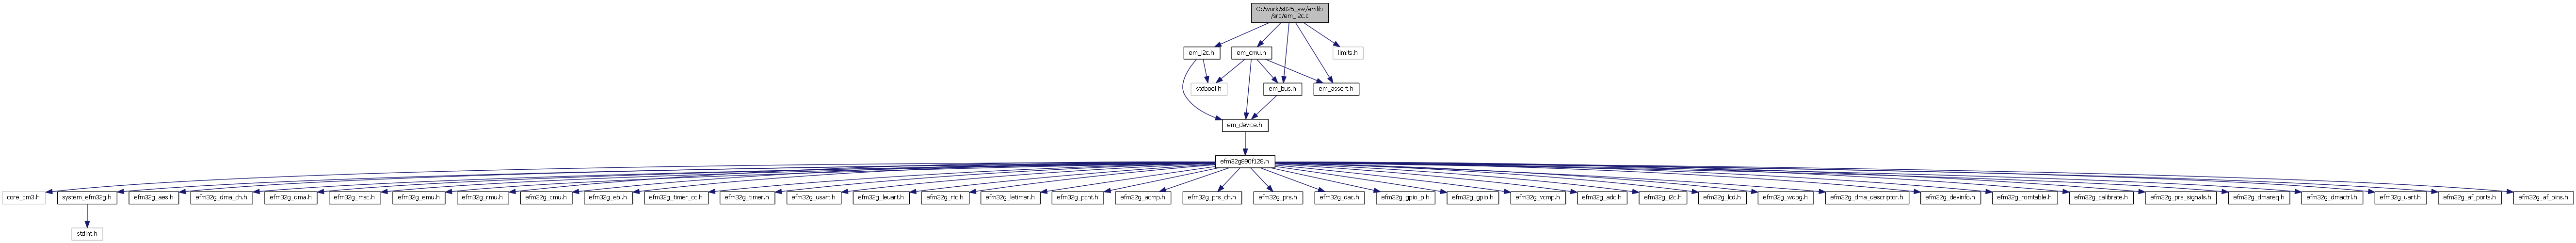 C:/work/s025_sw/emlib
/src/em_i2c.c
em_i2c.h
em_cmu.h
limits.h
stdbool.h
em_bus.h
em_assert.h
em_device.h
efm32g890f128.h
core_cm3.h
system_efm32g.h
efm32g_aes.h
efm32g_dma_ch.h
efm32g_dma.h
efm32g_msc.h
efm32g_emu.h
efm32g_rmu.h
efm32g_cmu.h
efm32g_ebi.h
efm32g_timer_cc.h
efm32g_timer.h
efm32g_usart.h
efm32g_leuart.h
efm32g_rtc.h
efm32g_letimer.h
efm32g_pcnt.h
efm32g_acmp.h
efm32g_prs_ch.h
efm32g_prs.h
efm32g_dac.h
efm32g_gpio_p.h
efm32g_gpio.h
efm32g_vcmp.h
efm32g_adc.h
efm32g_i2c.h
efm32g_lcd.h
efm32g_wdog.h
efm32g_dma_descriptor.h
efm32g_devinfo.h
efm32g_romtable.h
efm32g_calibrate.h
efm32g_prs_signals.h
efm32g_dmareq.h
efm32g_dmactrl.h
efm32g_uart.h
efm32g_af_ports.h
efm32g_af_pins.h
stdint.h